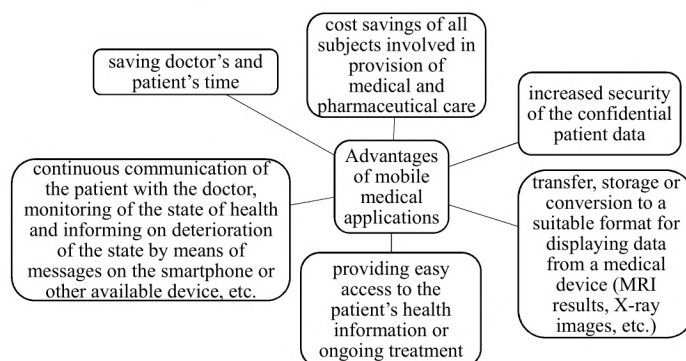 saving doctor’s and
patient’s time
cost savings of all
subjects involved in
provision of
medical and
pharmaceutical care
increased security
of the confidential
patient data
Advantages
of mobile
medical
applications
continuous communication of
the patient with the doctor,
monitoring of the state of health
and informing on deterioration
of the state by means of
messages on the smartphone or
other available device, etc.
transfer, storage or
conversion to a
suitable format for
displaying data
from a medical
device (MRI
results, X-ray
images, etc.)
providing easy
access to the
patient’s health
information or
ongoing treatment